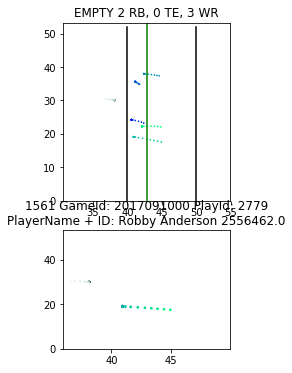 EMPTY 2 RB, 0 TE, 3 WR
50
40
30
20
10
0
35 40 45 50 55
1561 GameId: 2017091000 PlayId: 2779
PlayerName + ID: Robby Anderson 2556462.0
40
20
0
40 45